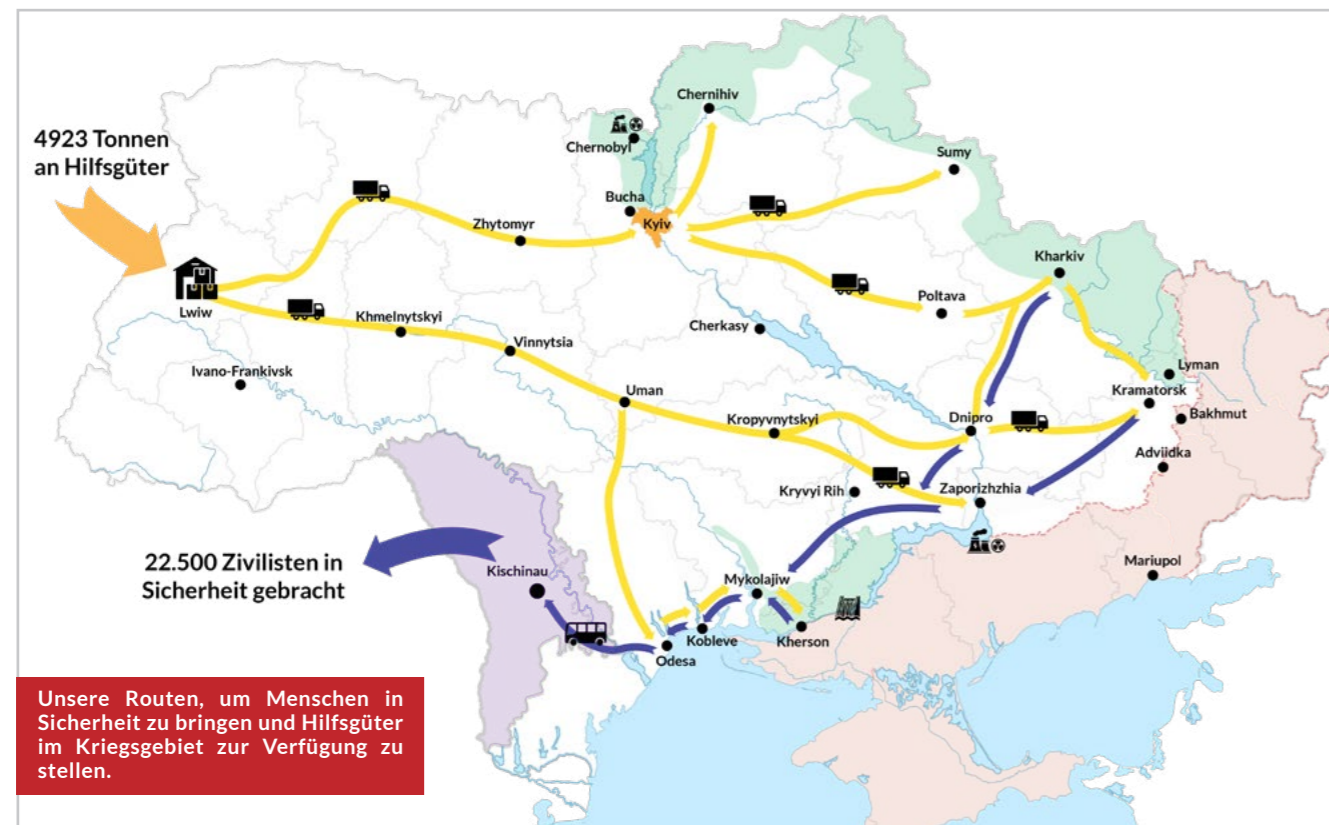 4923 Tonnen
an Hilfsgüter
Chernihiv
Chernobyl
Sumy
Bucha
Kyiv
Zhytomyr
Kharkiv
Lwiw
Khmelnytskyi
Poltava
Cherkasy
Vinnytsia
Ivano-Frankivsk
Lyman
Uman
Kramatorsk
Kropyvnytskyi
Dnipro
Bakhmut
Adviidka
Kryvyi Rih
Zaporizhzhia
22.500 Zivilisten in
Sicherheit gebracht
Kischinau
Mykolajiw
Mariupol
Kobleve
Kherson
Odesa
Unsere Routen, um Menschen in
Sicherheit zu bringen und Hilfsgüter
im Kriegsgebiet zur Verfügung zu
stellen.